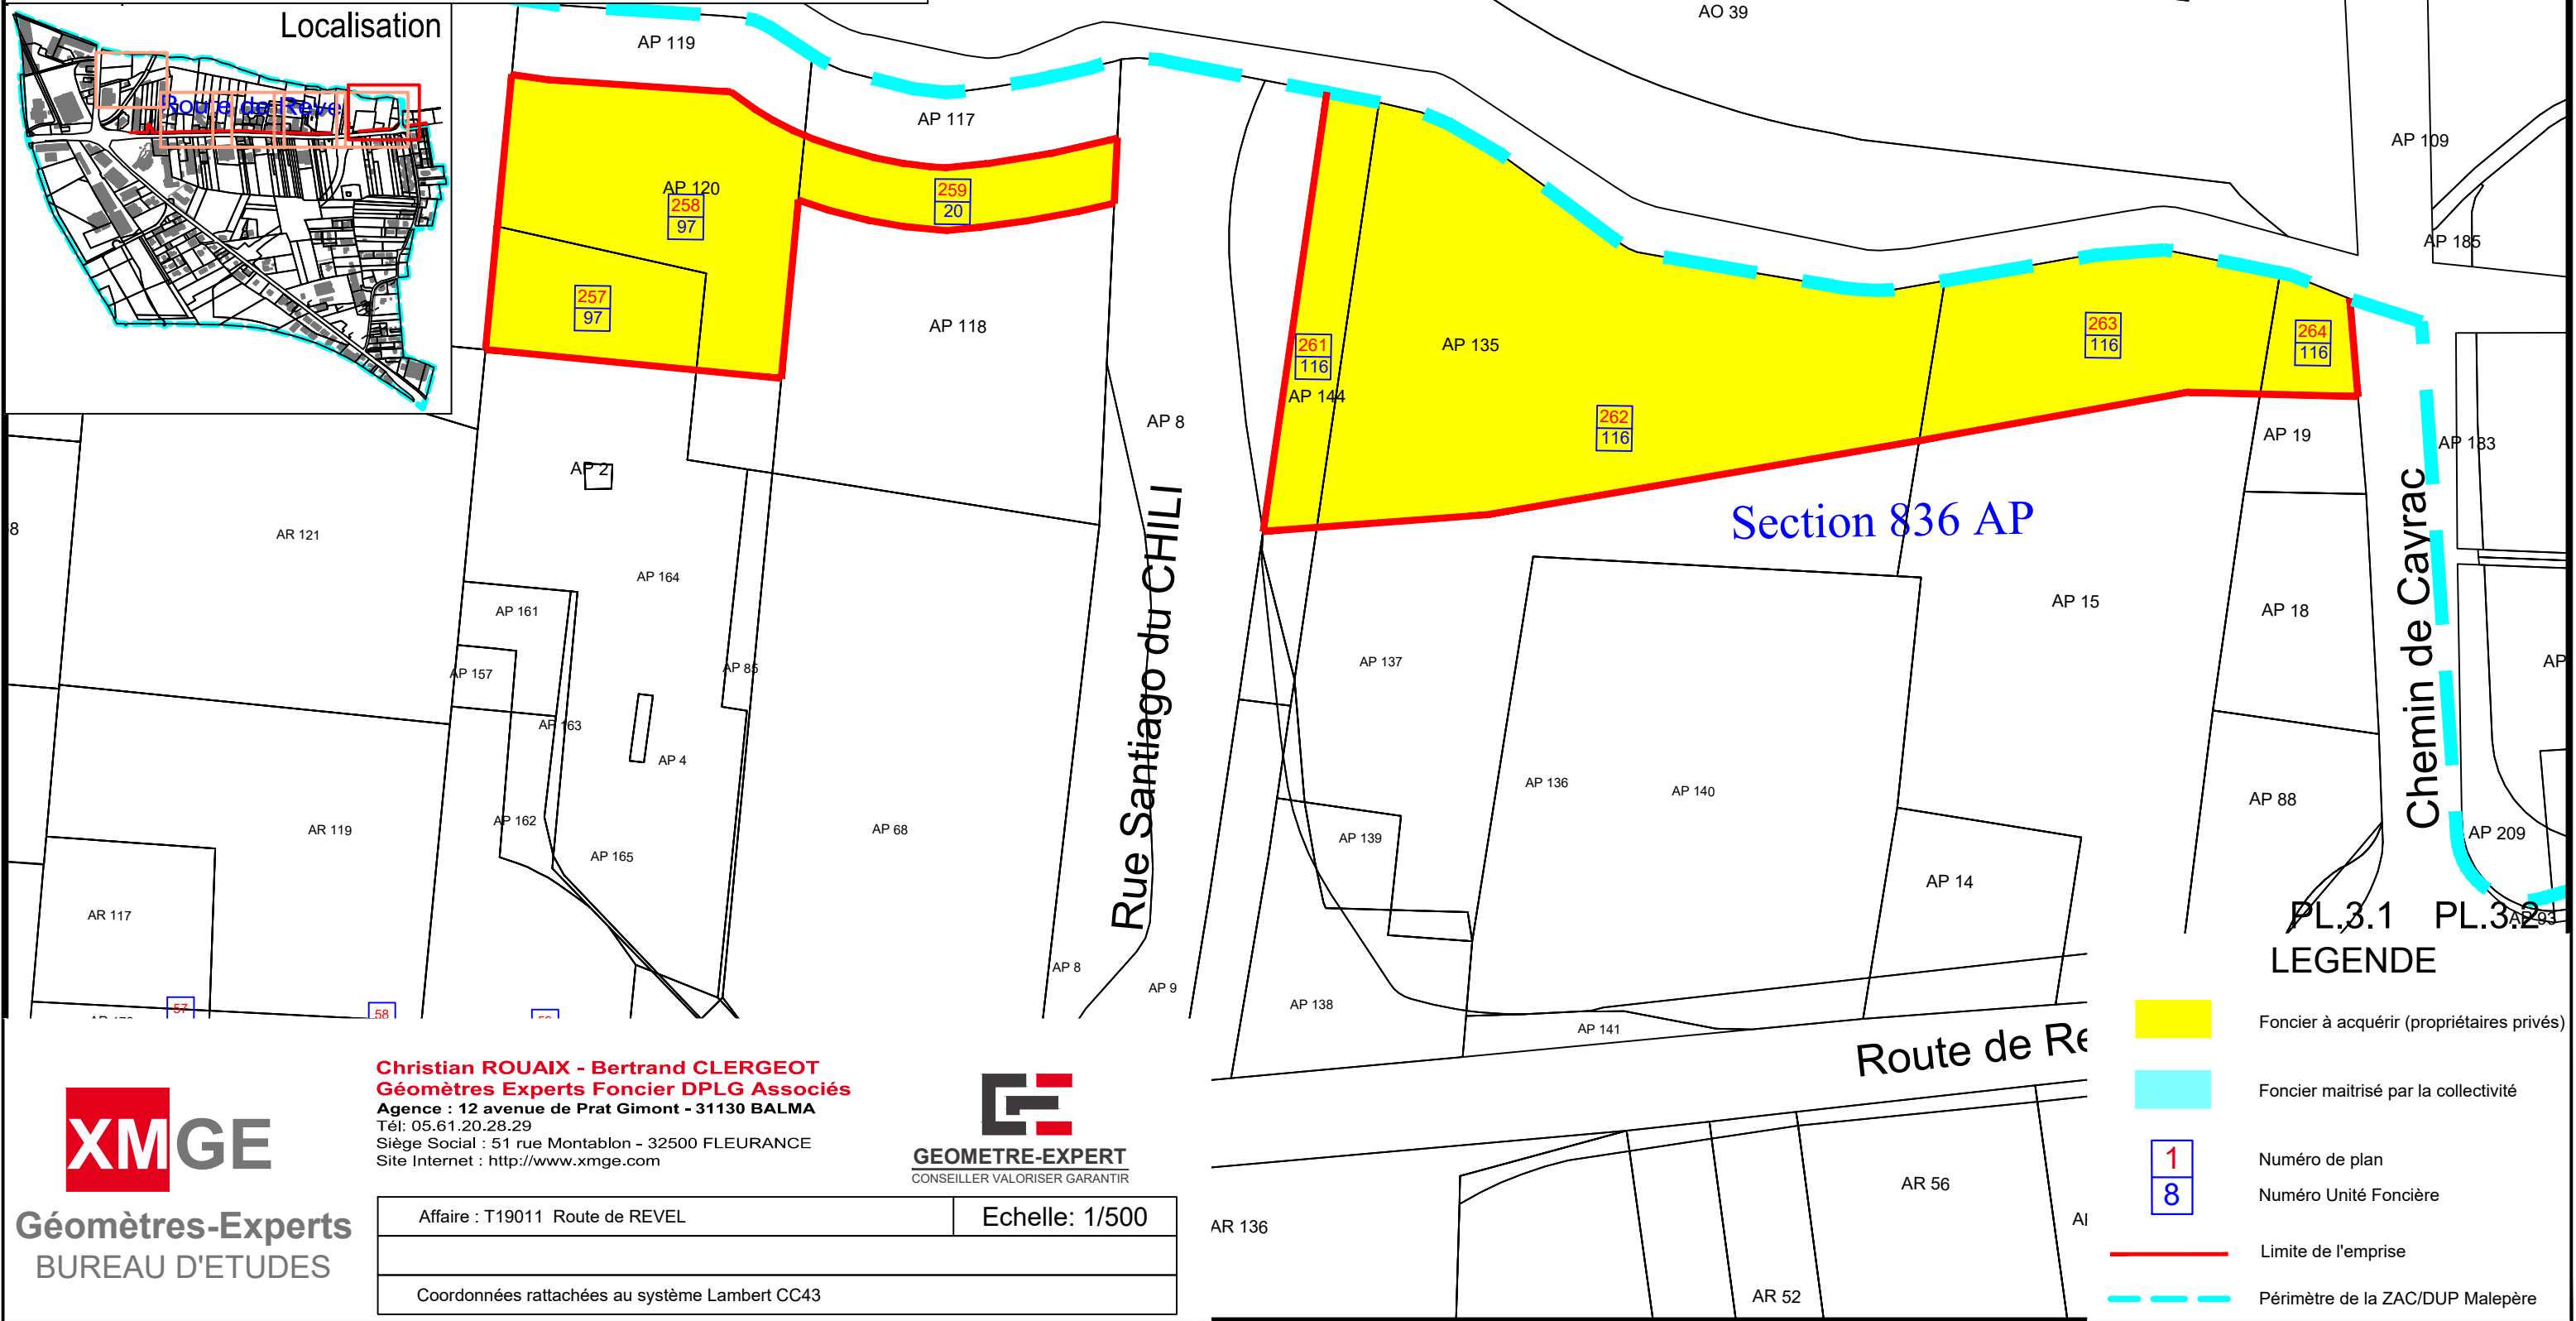 Localisation
Route de Reve
AP 119
AO 39
AP 117
AP 109
AP 120
258
97
259
20
AP 185
257
97
AP 118
261
116
AP 135
263
116
264
116
AP 144
262
116
AP 8
AP 19
AP 183
AP 2
8
AR 121
Section 836 AP
AP 164
AP 161
AP 15
AP 18
AP 137
AP
AP 157
AP 85
AP 163
AP 4
AP 136
AP 140
AP 88
Rue Santiago du CHILI
Chemin de Cayrac
AP 162
AR 119
AP 68
AP 139
AP 209
AP 165
AP 14
AR 117
PL.3.1 PL.3.2
AP 93
AP 8
AP 9
AP 138
57
58
AP 141
Route de Re
AR 56
AR 136
AR 52
LEGENDE
Foncier à acquérir (propriétaires privés)
Foncier maitrisé par la collectivité
1
Numéro de plan
8
Numéro Unité Foncière
Limite de l'emprise
Périmètre de la ZAC/DUP Malepère
XMGE
Géomètres-Experts
BUREAU D'ETUDES
Christian ROUAIX - Bertrand CLERGEOT
Géomètres Experts Foncier DPLG Associés
Agence : 12 avenue de Prat Gimont - 31130 BALMA
Tél: 05.61.20.28.29
Siège Social : 51 rue Montablon - 32500 FLEURANCE
Site Internet : http://www.xmge.com
GEOMETRE-EXPERT
CONSEILLER VALORISER GARANTIR
Affaire : T19011 Route de REVEL
Echelle: 1/500
Coordonnées rattachées au système Lambert CC43